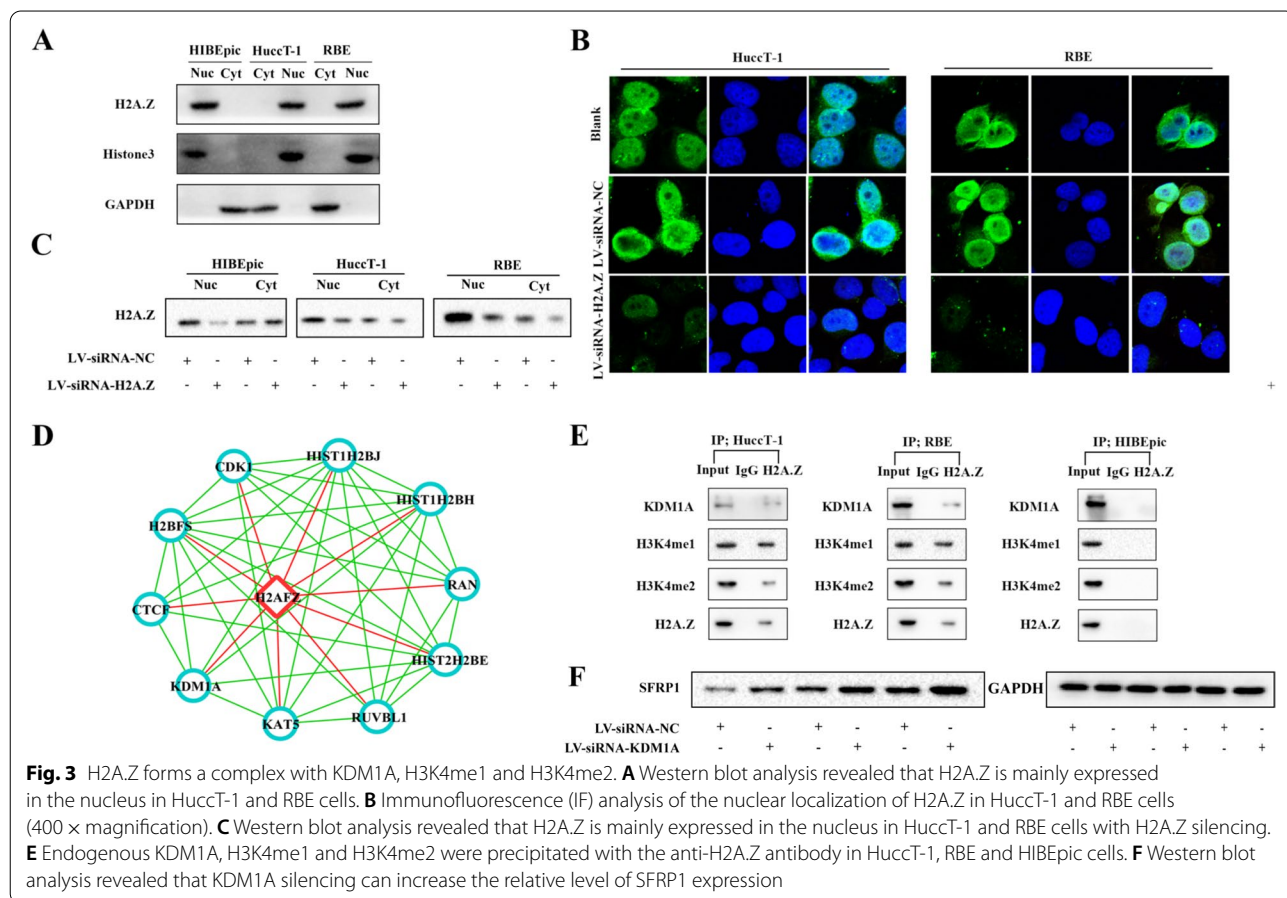 A
HIBEpic HuccT-1 RBE
Nuc Cyt Cyt Nuc Cyt Nuc
H2A.Z
Histone3
GAPDH
B
HuccT-1 RBE
Blank
LV-siRNA-NC
LV-siRNA-H2A.Z
+
C
HIBEpic HuccT-1 RBE
Nuc Cyt Nuc Cyt Nuc Cyt
H2A.Z
LV-siRNA-NC + - + - + - + - + - + -
LV-siRNA-H2A.Z - + - + - + - + - + - +
D
CDK1
HIST1H2BJ
HIST1H2BH
H2BFS
RAN
H2AFZ
CTCF
HIST2H2BE
KDM1A
RUVBL1
KAT5
E
IP; HuccT-1 IP; RBE IP; HIBEpic
Input IgG H2A.Z Input IgG H2A.Z Input IgG H2A.Z
KDM1A KDM1A KDM1A
H3K4me1 H3K4me1 H3K4me1
H3K4me2 H3K4me2 H3K4me2
H2A.Z H2A.Z H2A.Z
F
SFRP1 GAPDH
LV-siRNA-NC + - + - + - + - + - + -
LV-siRNA-KDM1A - + - + - + - + - + - +
Fig. 3 H2A.Z forms a complex with KDM1A, H3K4me1 and H3K4me2. A Western blot analysis revealed that H2A.Z is mainly expressed
in the nucleus in HuccT-1 and RBE cells. B Immunofluorescence (IF) analysis of the nuclear localization of H2A.Z in HuccT-1 and RBE cells
(400 × magnification). C Western blot analysis revealed that H2A.Z is mainly expressed in the nucleus in HuccT-1 and RBE cells with H2A.Z silencing.
E Endogenous KDM1A, H3K4me1 and H3K4me2 were precipitated with the anti-H2A.Z antibody in HuccT-1, RBE and HIBEpic cells. F Western blot
analysis revealed that KDM1A silencing can increase the relative level of SFRP1 expression